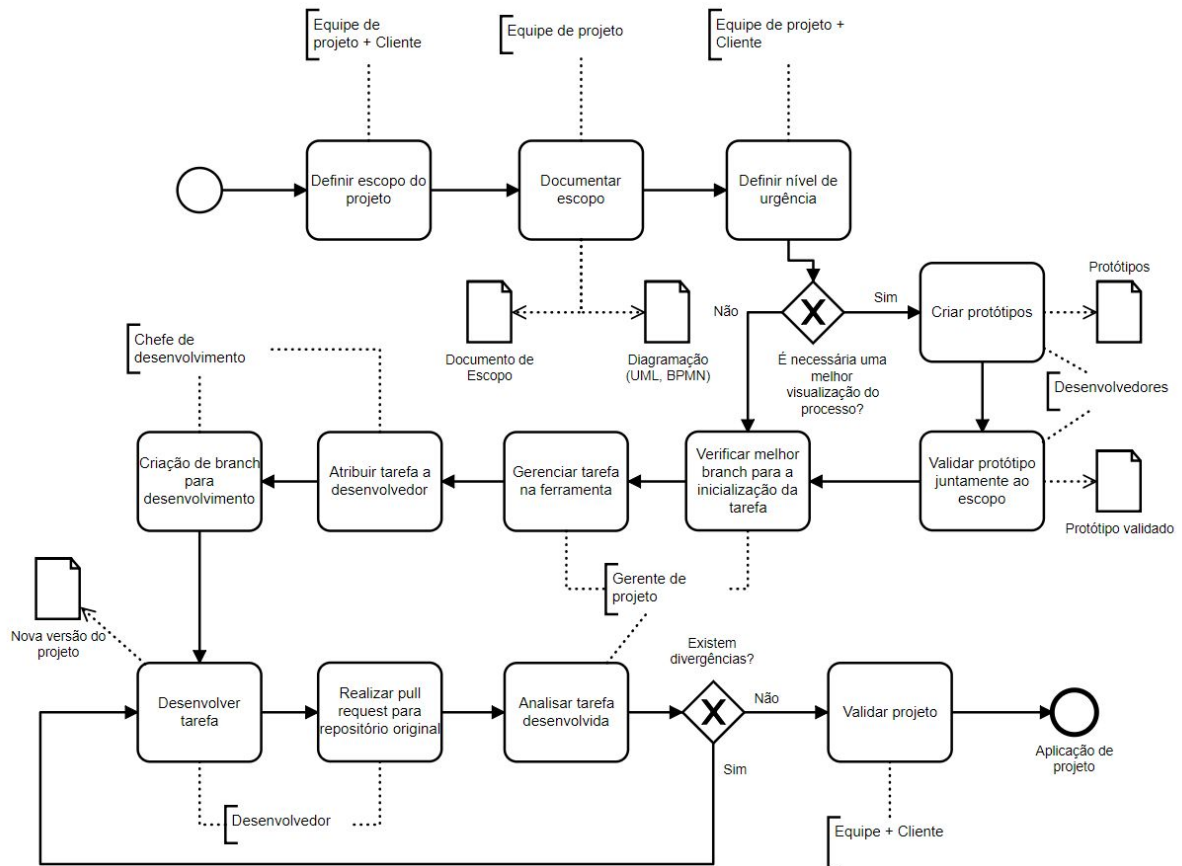 Equipe de
projeto + Cliente
Equipe de projeto
Equipe de projeto +
Cliente
Definir escopo do
projeto
Documentar
escopo
Definir nível de
urgência
Protótipos
Não
Sim
Criar protótipos
Documento de
Escopo
Diagramação
(UML, BPMN)
É necessária uma
melhor
visualização do
processo?
Desenvolvedores
Chefe de
desenvolvimento
Criação de branch
para
desenvolvimento
Atribuir tarefa a
desenvolvedor
Gerenciar tarefa
na ferramenta
Verificar melhor
branch para a
inicialização da
tarefa
Validar protótipo
juntamente ao
escopo
Protótipo validado
Gerente de
projeto
Nova versão do
projeto
Existem
divergências?
Desenvolver
tarefa
Realizar pull
request para
repositório original
Analisar tarefa
desenvolvida
Não
Validar projeto
Sim
Aplicação de
projeto
Desenvolvedor
Equipe + Cliente